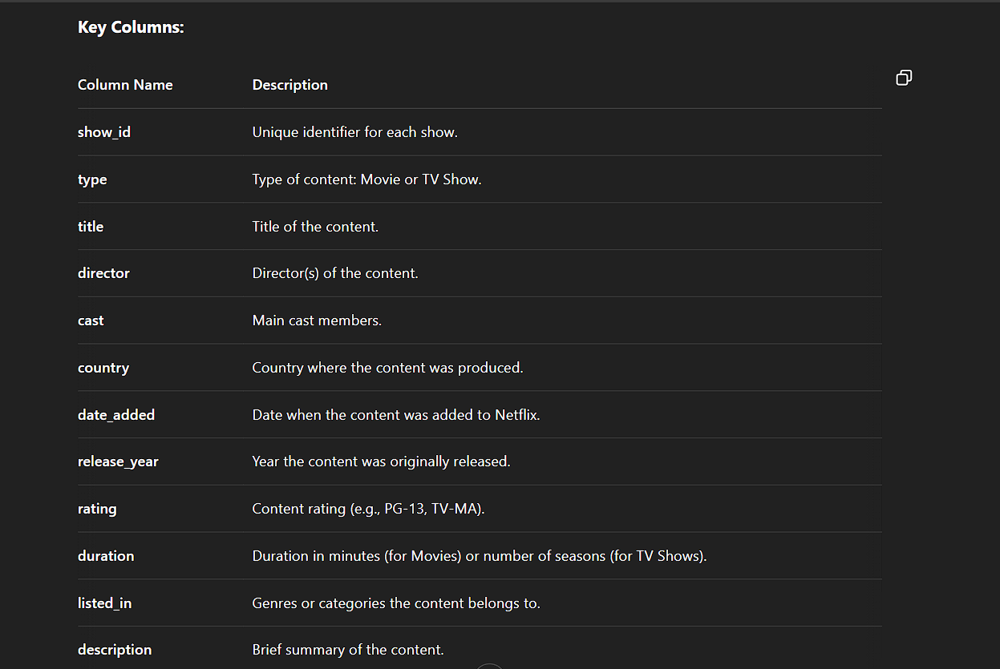 Key Columns:
Column Name Description
show_id Unique identifier for each show.
type Type of content: Movie or TV Show.
title Title of the content.
director Director(s) of the content.
cast Main cast members.
country Country where the content was produced.
date_added Date when the content was added to Netflix.
release_year Year the content was originally released.
rating Content rating (e.g., PG-13, TV-MA).
duration Duration in minutes (for Movies) or number of seasons (for TV Shows).
listed_in Genres or categories the content belongs to.
description Brief summary of the content.